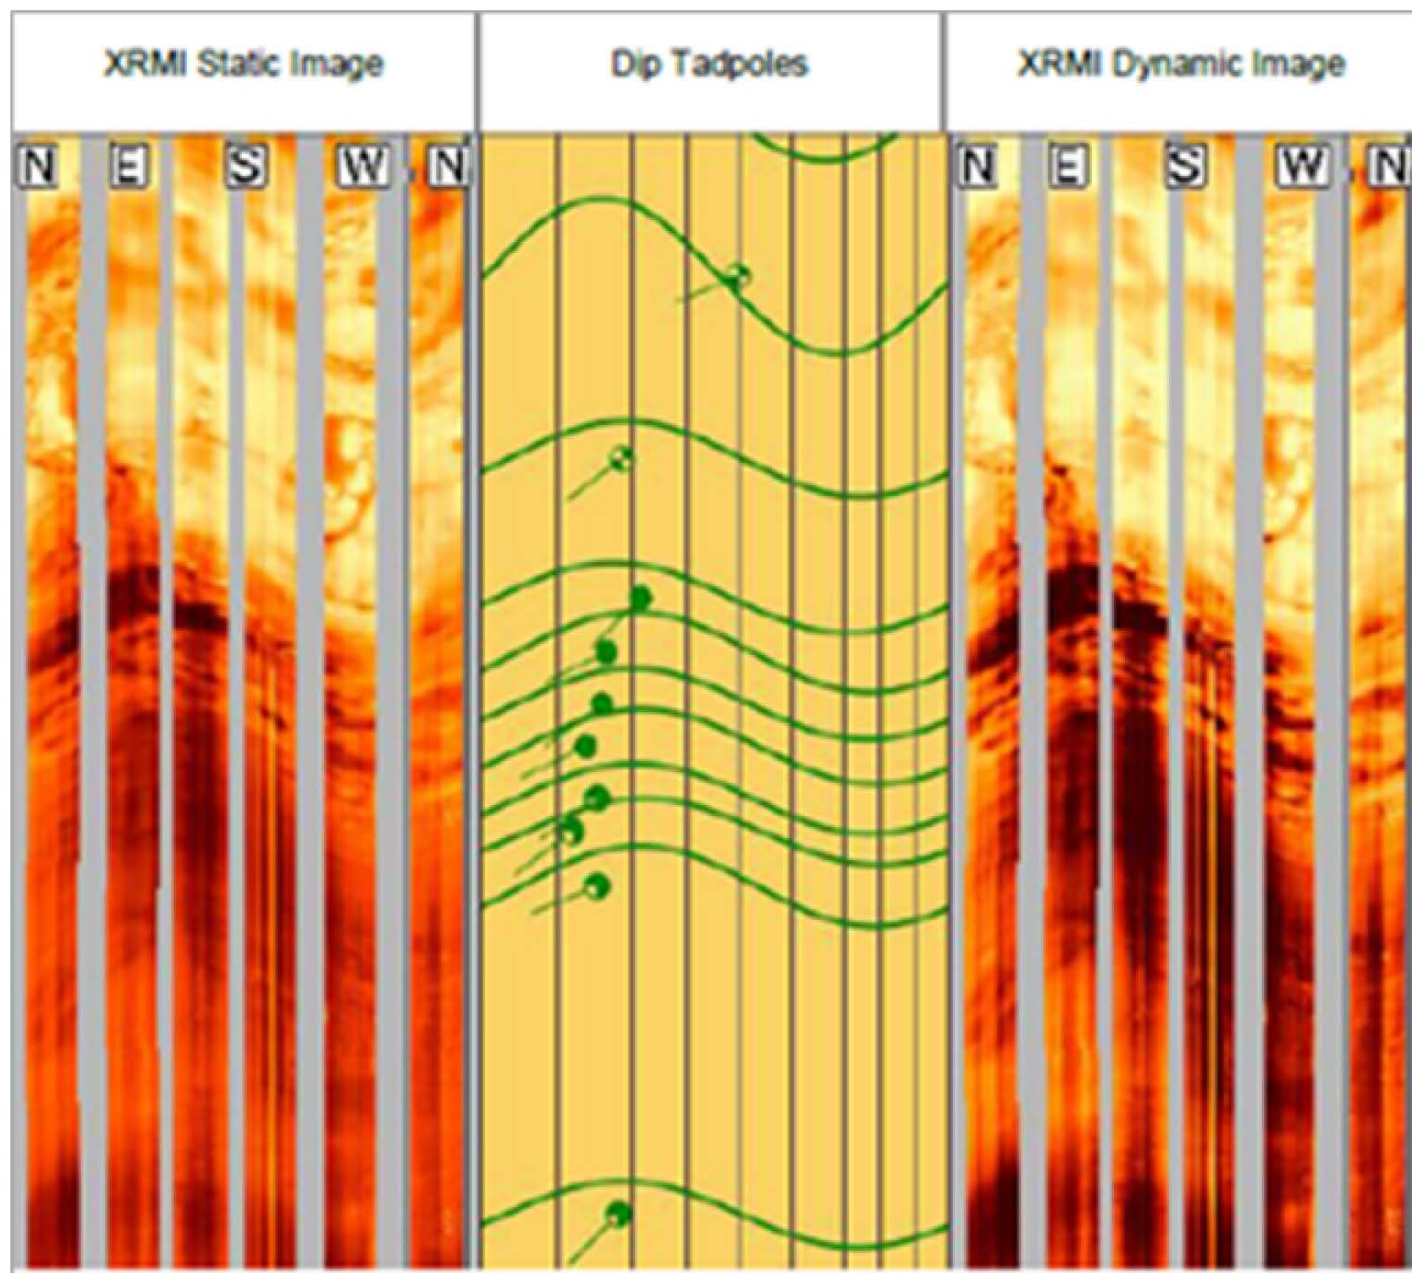 XRMI Static Image
Dip Tadpoles
XRMI Dynamic Image
N E S W N
N E S W N